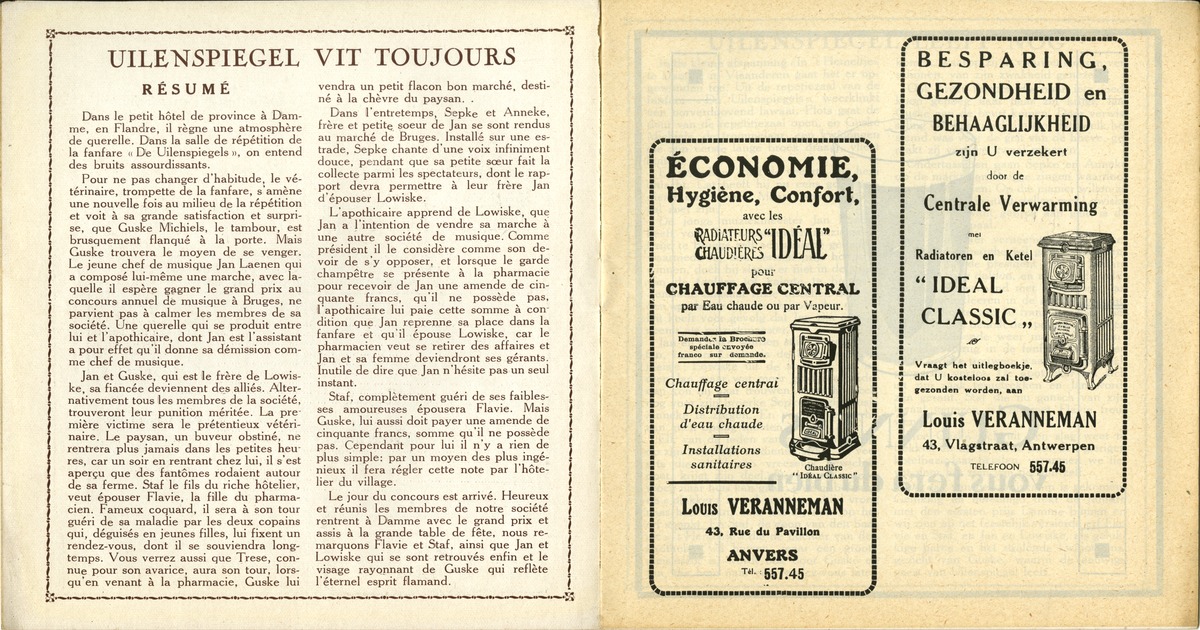 UILENSPIEGEL VIT TOUJOURS
RÉSUMÉ
Dans le petit hôtel de province à Dam-
me, en Flandre, il règne une atmosphère
de querelle. Dans la salle de répétition de
la fanfare « De Uilenspiegels », on entend
des bruits assourdissants.
Pour ne pas changer d'habitude, le vé-
térinaire, trompette de la fanfare, s'amène
une nouvelle fois au milieu de la répétition
et voit à sa grande satisfaction et surpri-
se, que Guske Michiels, le tambour, est
brusquement flanqué à la porte. Mais
Guske trouvera le moyen de se venger.
Le jeune chef de musique Jan Laenen qui
a composé lui-même une marche, avec la-
quelle il espère gagner le grand prix au
concours annuel de musique à Bruges, ne
parvient pas à calmer les membres de sa
société. Une querelle qui se produit entre
lui et l'apothicaire, dont Jan est l'assistant
a pour effet qu'il donne sa démission com-
me chef de musique.
Jan et Guske, qui est le frère de Lowis-
ke, sa fiancée deviennent des alliés. Alter-
nativement tous les membres de la société,
trouveront leur punition méritée. La pre-
mière victime sera le prétentieux vétéri-
naire. Le paysan, un buveur obstiné, ne
rentrera plus jamais dans les petites heu-
res, car un soir en rentrant chez lui, il s'est
aperçu que des fantômes rodaient autour
de sa ferme. Staf le fils du riche hôtelier,
veut épouser Flavie, la fille du pharma-
cien. Fameux coquard, il sera à son tour
guéri de sa maladie par les deux copains
qui, déguisés en jeunes filles, lui fixent un
rendez-vous, dont il se souviendra long-
temps. Vous verrez aussi que Trese, con-
nue pour son avarice, aura son tour, lors-
qu'en venant à la pharmacie, Guske lui
vendra un petit flacon bon marché, desti-
né à la chèvre du paysan. .
Dans l'entretemps, Sepke et Anneke,
frère et petite soeur de Jan se sont rendus
au marché de Bruges. Installé sur une es-
trade, Sepke chante d'une voix infiniment
douce, pendant que sa petite sœur fait la
collecte parmi les spectateurs, dont le rap-
port devra permettre à leur frère Jan
d'épouser Lowiske.
L'apothicaire apprend de Lowiske, que
Jan a l'intention de vendre sa marche à
une autre société de musique. Comme
président il le considère comme son de-
voir de s'y opposer, et lorsque le garde
champêtre se présente à la pharmacie
pour recevoir de Jan une amende de cin-
quante francs, qu'il ne possède pas,
l'apothicaire lui paie cette somme à con-
dition que Jan reprenne sa place dans la
fanfare et qu'il épouse Lowiske, car le
pharmacien veut se retirer des affaires et
Jan et sa femme deviendront ses gérants.
Inutile de dire que Jan n'hésite pas un seul
instant.
Staf, complètement guéri de ses faibles-
ses amoureuses épousera Flavie. Mais
Guske, lui aussi doit payer une amende de
cinquante francs, somme qu'il ne possède
pas. Cependant pour lui il n'y a rien de
plus simple: par un moyen des plus ingé-
nieux il fera régler cette note par l'hôte-
lier du village.
Le jour du concours est arrivé. Heureux
et réunis les membres de notre société
rentrent à Damme avec le grand prix et
assis à la grande table de fête, nous re-
marquons Flavie et Staf, ainsi que Jan et
Lowiske qui se sont retrouvés enfin et le
visage rayonnant de Guske qui reflète
l'éternel esprit flamand.
ÉCONOMIE,
Hygiène, Confort,
avec les
RADIATEURS
CHAUDIÈRES "IDÉAL"
pour
CHAUFFAGE CENTRAL
par Eau chaude ou par Vapeur.
Demandez la Brochure
spéciale envoyée
franco sur demande.
Chauffage central
Distribution
d'eau chaude
Installations
sanitaires
Chaudière
"IDEAL CLASSIC"
Louis VERANNEMAN
43, Rue du Pavillon
ANVERS
Tél. 557.45
BESPARING,
GEZONDHEID en
BEHAAGLIJKHEID
zijn U verzekert
door de
Centrale Verwarming
met
Radiatoren en Ketel
"IDEAL
CLASSIC „
Vraagt het uitlegboekje,
dat U kosteloos zal toe-
gezonden worden, aan
Louis VERANNEMAN
43, Vlagstraat, Antwerpen
TELEFOON 557.45